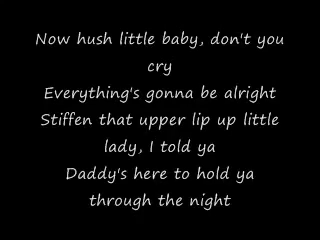 Now hush little baby, don't you
cry
Everything's gonna be alright
Stiffen that upper lip up little
lady, I told ya
Daddy's here to hold ya
through the night